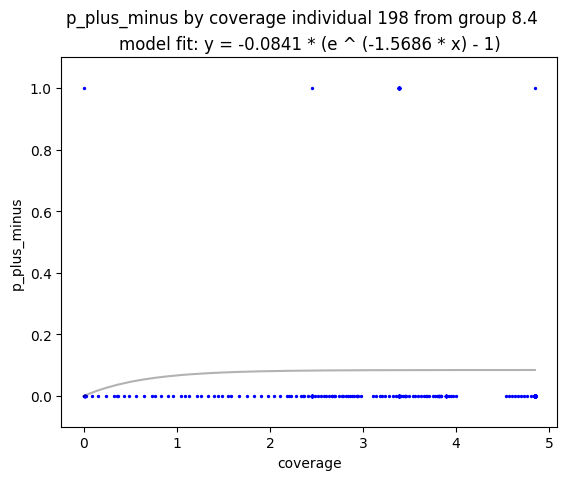 p_plus_minus by coverage individual 198 from group 8.4
model fit: y = -0.0841 * (e ^ (-1.5686 * x) - 1)
1.0
0.8
0.6
0.4
0.2
0.0
p_plus_minus
0 1 2 3 4 5
coverage